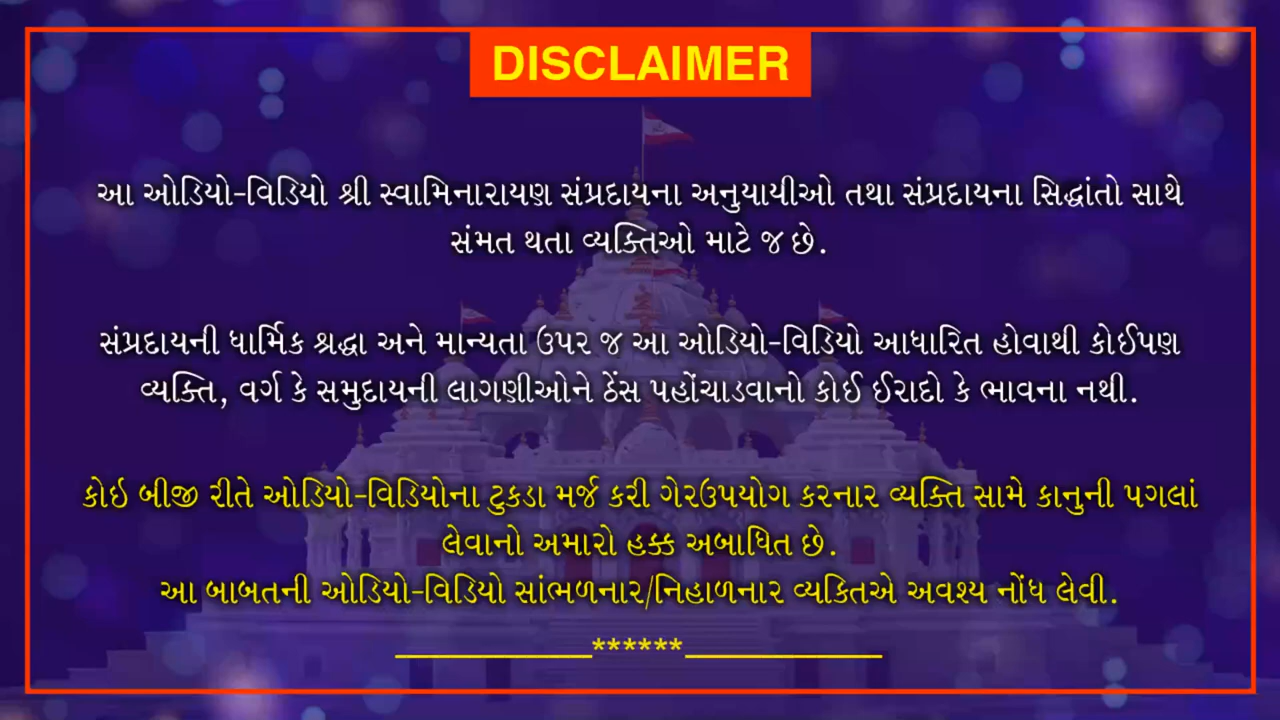 DISCLAIMER
આ ઓડિયો-વિડિયો શ્રી સ્વામિનારાયણ સંપ્રદાયના અનુયાયીઓ તથા સંપ્રદાયના સિદ્ધાંતો સાથે
સંમત થતા વ્યક્તિઓ માટે જ છે.
સંપ્રદાયની ધાર્મિક શ્રદ્ધા અને માન્યતા ઉપર જ આ ઓડિયો-વિડિયો આધારિત હોવાથી કોઈપણ
વ્યક્તિ, વર્ગ કે સમુદાયની લાગણીઓને ઠેંસ પહોંચાડવાનો કોઈ ઈરાદો કે ભાવના નથી.
કોઇ બીજી રીતે ઓડિયો-વિડિયોના ટુકડા મર્જ કરી ગેરઉપયોગ કરનાર વ્યક્તિ સામે કાનુની પગલાં
લેવાનો અમારો હક્ક અબાધિત છે.
આ બાબતની ઓડિયો-વિડિયો સાંભળનાર/નિહાળનાર વ્યકિતએ અવશ્ય નોંધ લેવી.
____________******____________